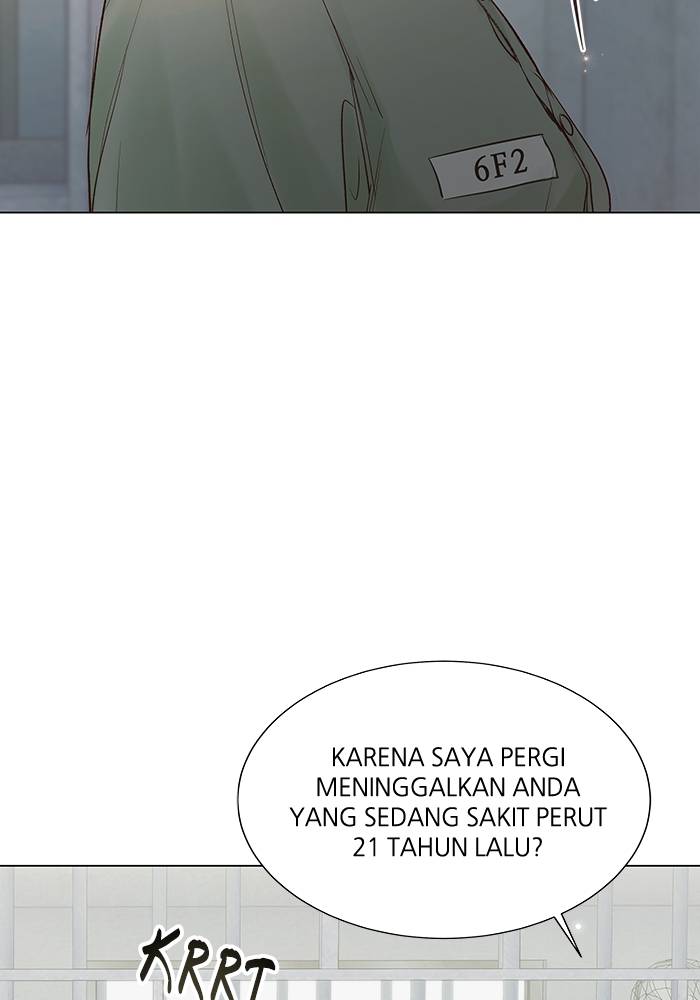 6F2
KARENA SAYA PERGI
MENINGGALKAN ANDA
YANG SEDANG SAKIT PERUT
21 TAHUN LALU?
KRRT